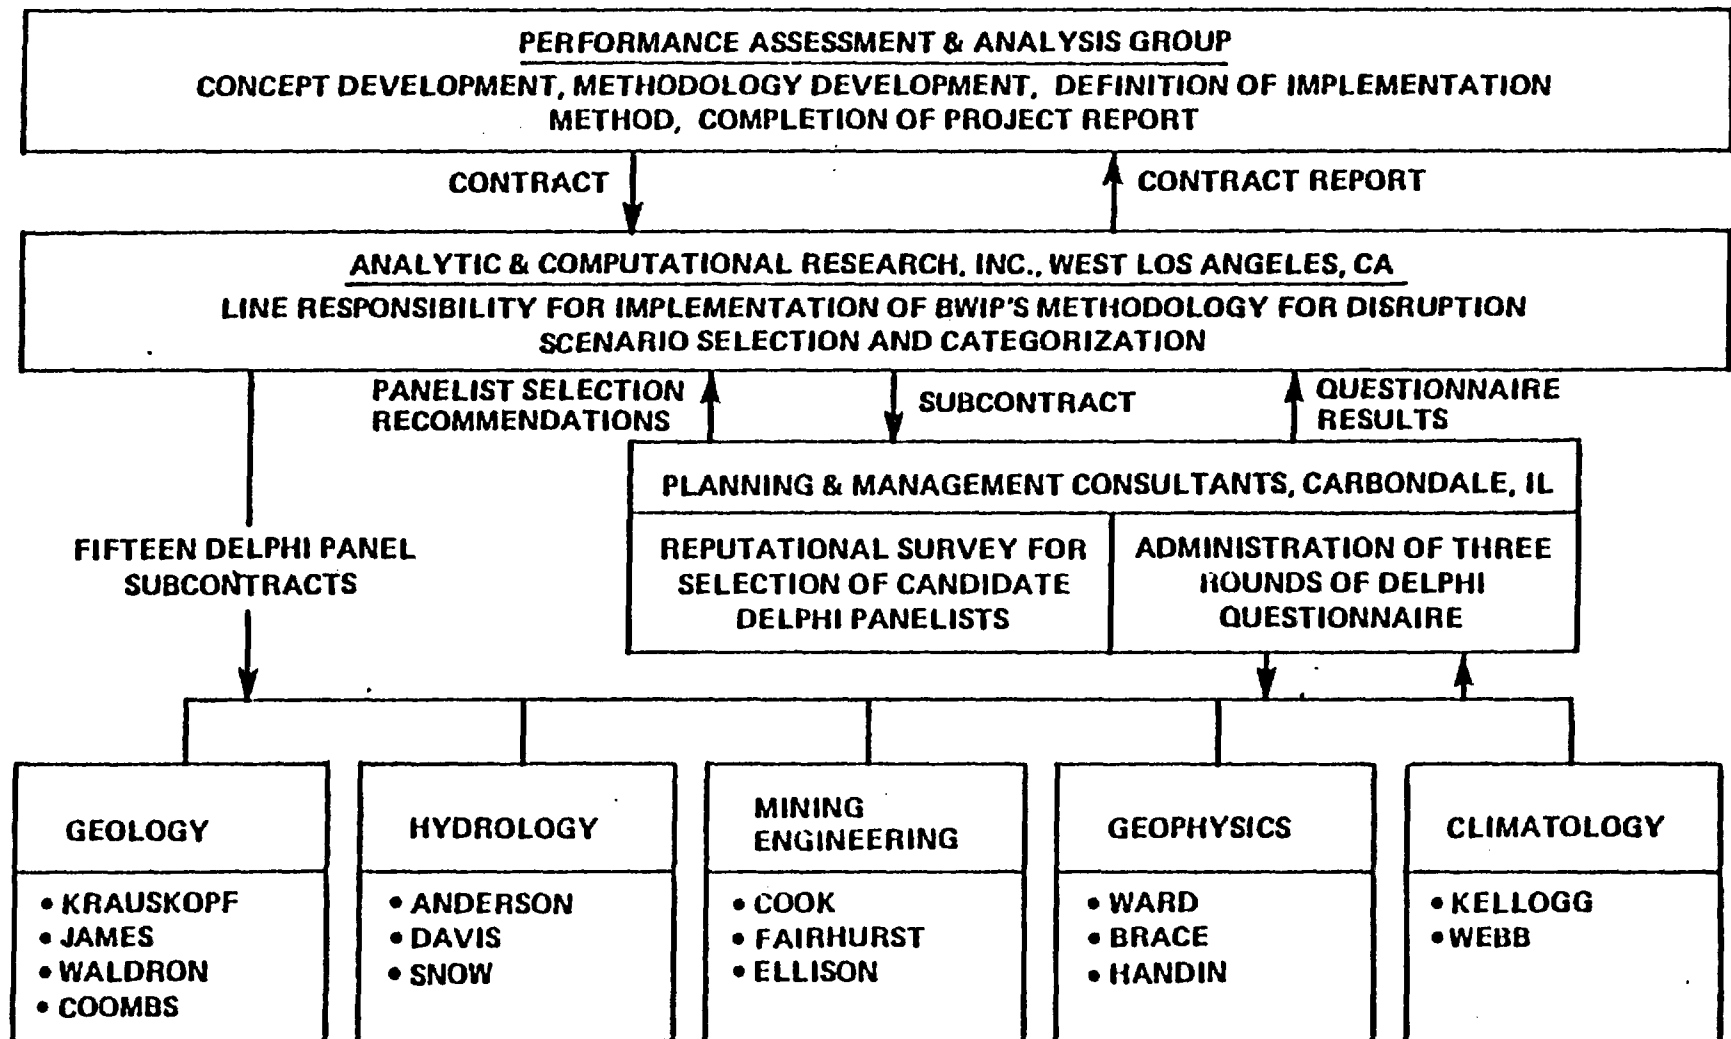 PERFORMANCE ASSESSMENT & ANALYSIS GROUP
CONCEPT DEVELOPMENT, METHODOLOGY DEVELOPMENT, DEFINITION OF IMPLEMENTATION
METHOD, COMPLETION OF PROJECT REPORT
CONTRACT
CONTRACT REPORT
ANALYTIC & COMPUTATIONAL RESEARCH, INC., WEST LOS ANGELES, CA
LINE RESPONSIBILITY FOR IMPLEMENTATION OF BWIP'S METHODOLOGY FOR DISRUPTION
SCENARIO SELECTION AND CATEGORIZATION
PANELIST SELECTION
RECOMMENDATIONS
SUBCONTRACT
QUESTIONNAIRE
RESULTS
PLANNING & MANAGEMENT CONSULTANTS, CARBONDALE, IL
FIFTEEN DELPHI PANEL
SUBCONTRACTS
REPUTATIONAL SURVEY FOR
SELECTION OF CANDIDATE
DELPHI PANELISTS
ADMINISTRATION OF THREE
ROUNDS OF DELPHI
QUESTIONNAIRE
GEOLOGY
• KRAUSKOPF
• JAMES
• WALDRON
• COOMBS
HYDROLOGY
• ANDERSON
• DAVIS
• SNOW
MINING
ENGINEERING
• COOK
• FAIRHURST
• ELLISON
GEOPHYSICS
• WARD
• BRACE
• HANDIN
CLIMATOLOGY
• KELLOGG
• WEBB